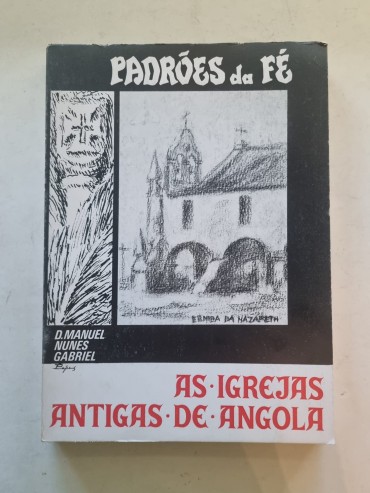 PADRÕES da FÉ
ERMIDA DA NAZARETH
D. MANUEL
NUNES
GABRIEL
AS·IGREJAS
ANTIGAS·DE·ANGOLA